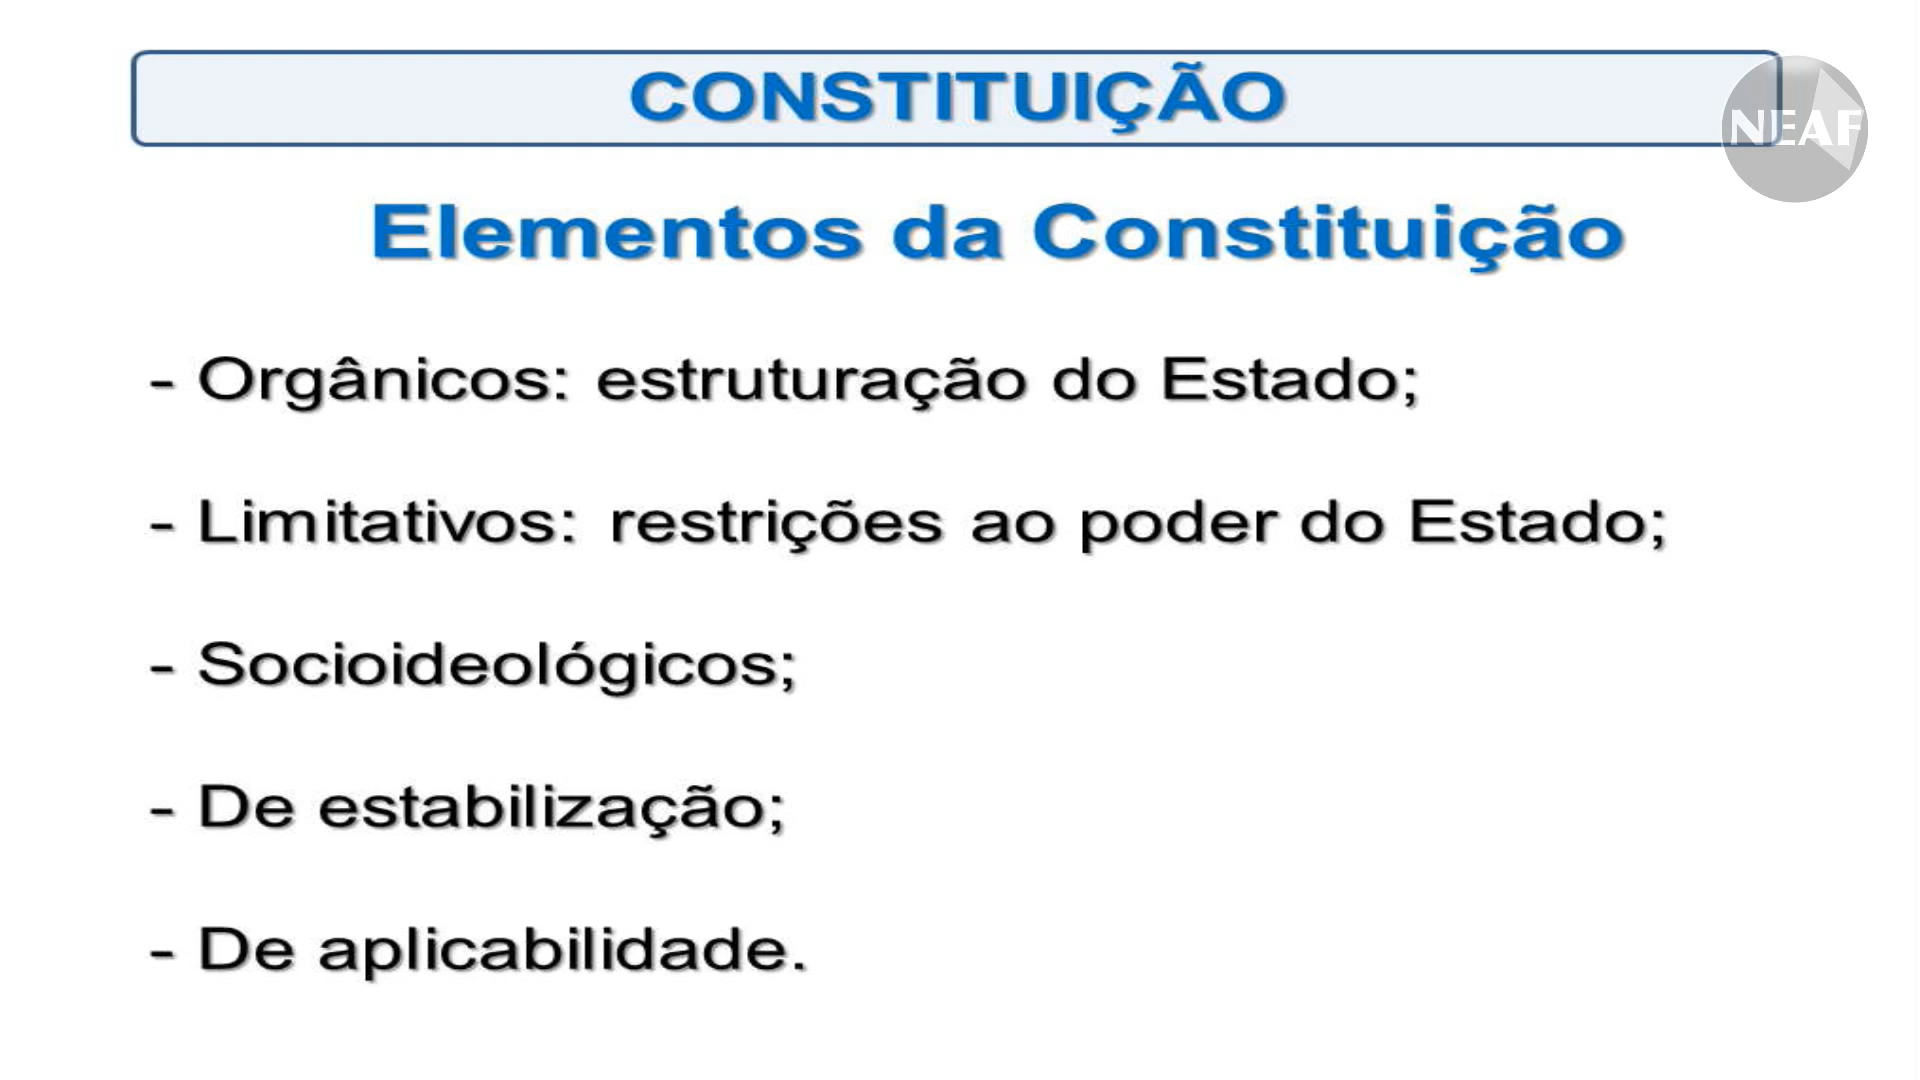 CONSTITUIÇÃO
NEAF
Elementos da Constituição
- Orgânicos: estruturação do Estado;
- Limitativos: restrições ao poder do Estado;
- Socioideológicos;
- De estabilização;
- De aplicabilidade.